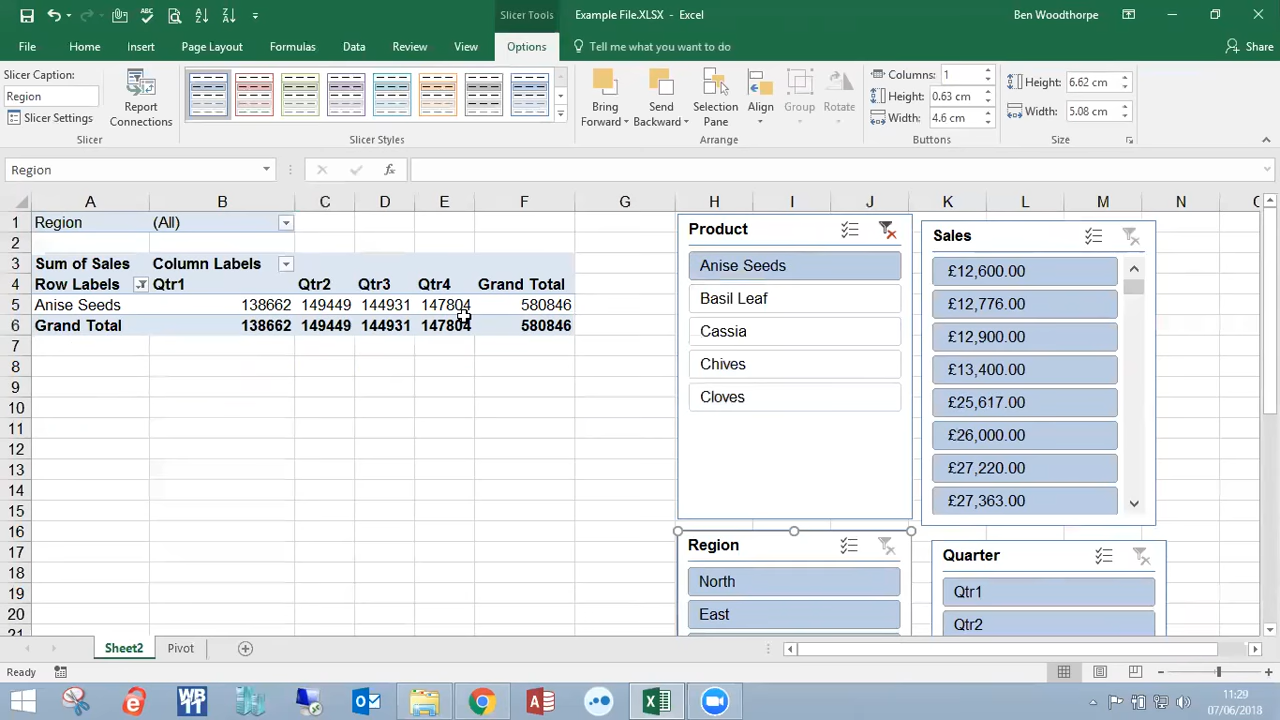 Slicer Tools
Example File.XLSX - Excel
Ben Woodthorpe
File Home Insert Page Layout Formulas Data Review View Options Tell me what you want to do Share
Slicer Caption:
Region
Slicer Settings
Report Connections
Slicer
Slicer Styles
Bring Forward
Send Backward
Selection Pane
Align
Group
Rotate
Arrange
Columns: 1
Height: 0.63 cm
Width: 4.6 cm
Buttons
Height: 6.62 cm
Width: 5.08 cm
Size
Region
fx
A B C D E F G H I J K L M N
1 Region (All)
2
3 Sum of Sales Column Labels
4 Row Labels Qtr1 Qtr2 Qtr3 Qtr4 Grand Total
5 Anise Seeds 138662 149449 144931 147804 580846
6 Grand Total 138662 149449 144931 147804 580846
7
8
9
10
11
12
13
14
15
16
17
18
19
20
Product
Anise Seeds
Basil Leaf
Cassia
Chives
Cloves
Sales
£12,600.00
£12,776.00
£12,900.00
£13,400.00
£25,617.00
£26,000.00
£27,220.00
£27,363.00
Region
North
East
Quarter
Qtr1
Qtr2
Sheet2 Pivot
Ready
11:29
07/06/2018